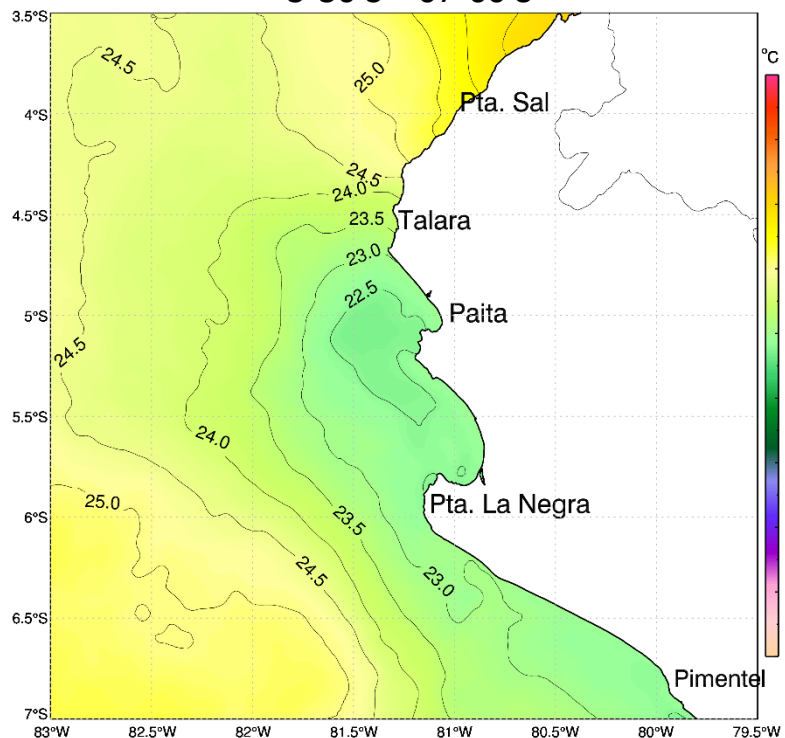 3.5°S
4°S
4.5°S
5°S
5.5°S
6°S
6.5°S
7°S
83°W
82.5°W
82°W
81.5°W
81°W
80.5°W
80°W
79.5°W
°C
24.5
25.0
Pta. Sal
24.5
24.0
23.5
Talara
23.0
22.5
Paita
24.5
24.0
25.0
Pta. La Negra
23.5
24.5
23.0
Pimentel